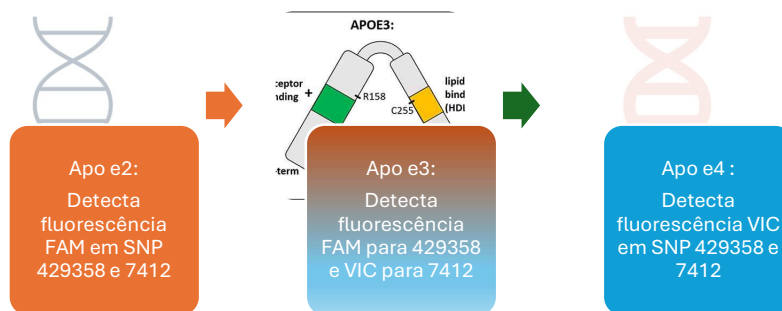 APOE3:
+
R158
lipid
bind
(HDL
C255
Apo e2:
Detecta
fluorescência
FAM em SNP
429358 e 7412
Apo e3:
Detecta
fluorescência
FAM para 429358
e VIC para 7412
Apo e4 :
Detecta
fluorescência VIC
em SNP 429358 e
7412